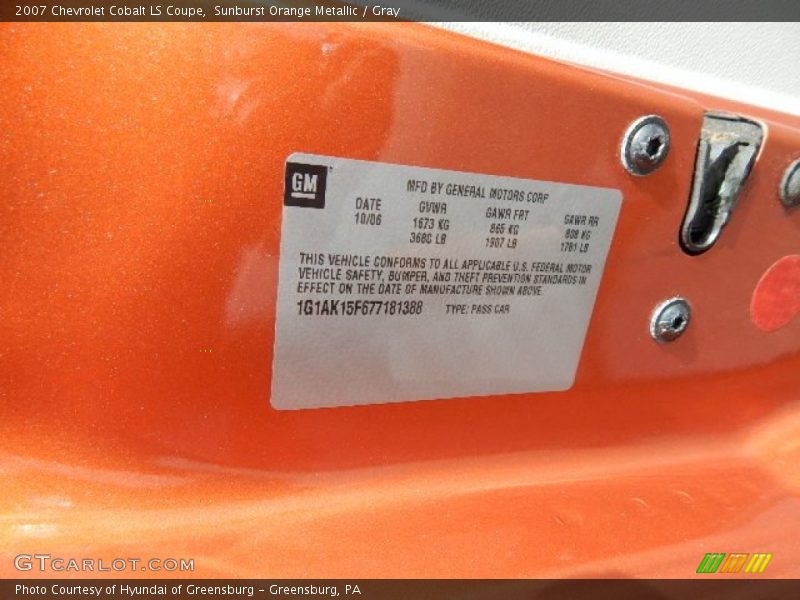 2007 Chevrolet Cobalt LS Coupe, Sunburst Orange Metallic / Gray
GM
MFD BY GENERAL MOTORS CORP
DATE GVWR GAWR FRT GAWR RR
10/06 1673 KG 865 KG 808 KG
3688 LB 1907 LB 1781 LB
THIS VEHICLE CONFORMS TO ALL APPLICABLE U.S. FEDERAL MOTOR
VEHICLE SAFETY, BUMPER, AND THEFT PREVENTION STANDARDS IN
EFFECT ON THE DATE OF MANUFACTURE SHOWN ABOVE.
1G1AK15F677181388 TYPE: PASS CAR
GTCARLOT.COM
Photo Courtesy of Hyundai of Greensburg - Greensburg, PA